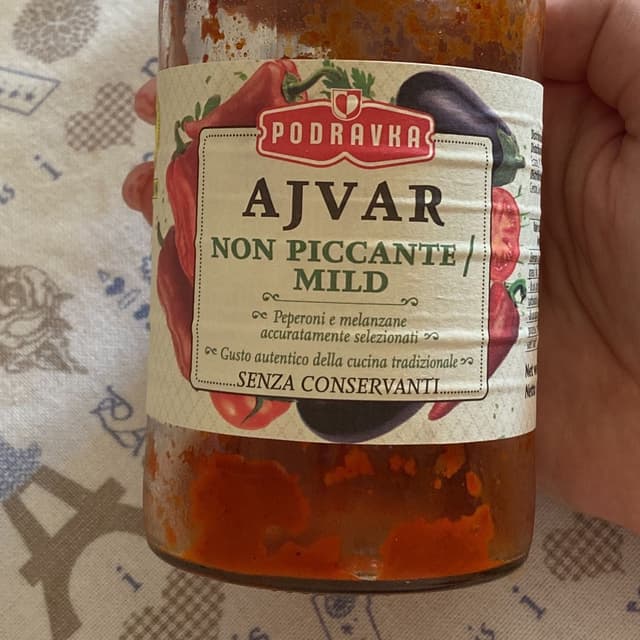 PODRAVKA
AJVAR
NON PICCANTE/
MILD
Peperoni e melanzane
accuratamente selezionati
Gusto autentico della cucina tradizionale
SENZA CONSERVANTI